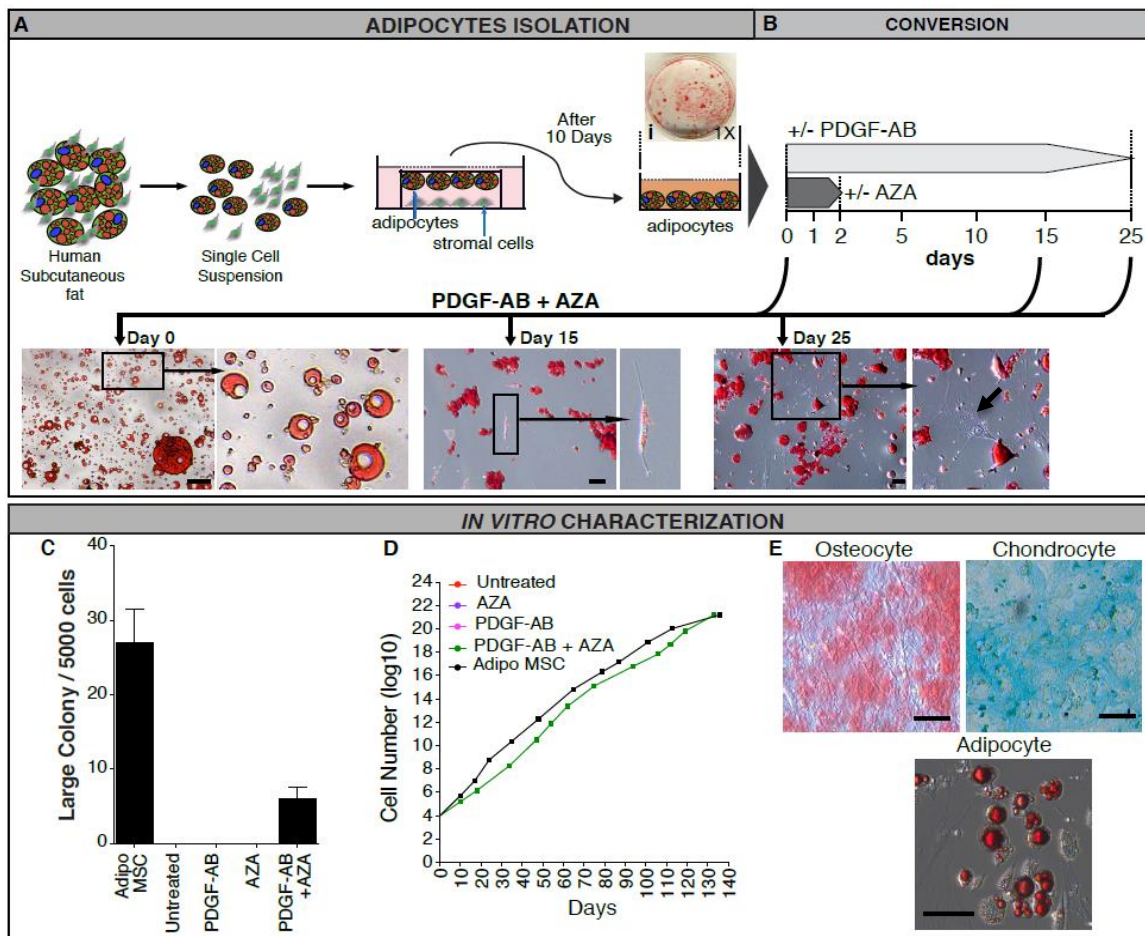 A
ADIPOCYTES ISOLATION
B
CONVERSION
Human
Subcutaneous
fat
Single Cell
Suspension
adipocytes
stromal cells
After
10 Days
i
1X
adipocytes
+/- PDGF-AB
+/- AZA
0 1 2 5 10 15 25
days
PDGF-AB + AZA
Day 0
Day 15
Day 25
IN VITRO CHARACTERIZATION
C
Large Colony / 5000 cells
40
30
20
10
0
Adipo
MSC
Untreated
PDGF-AB
AZA
PDGF-AB
+AZA
D
Untreated
AZA
PDGF-AB
PDGF-AB + AZA
Adipo MSC
Cell Number (log10)
24
22
20
18
16
14
12
10
8
6
4
2
0
0 10 20 30 40 50 60 70 80 90 100 110 120 130 140
Days
E
Osteocyte
Chondrocyte
Adipocyte